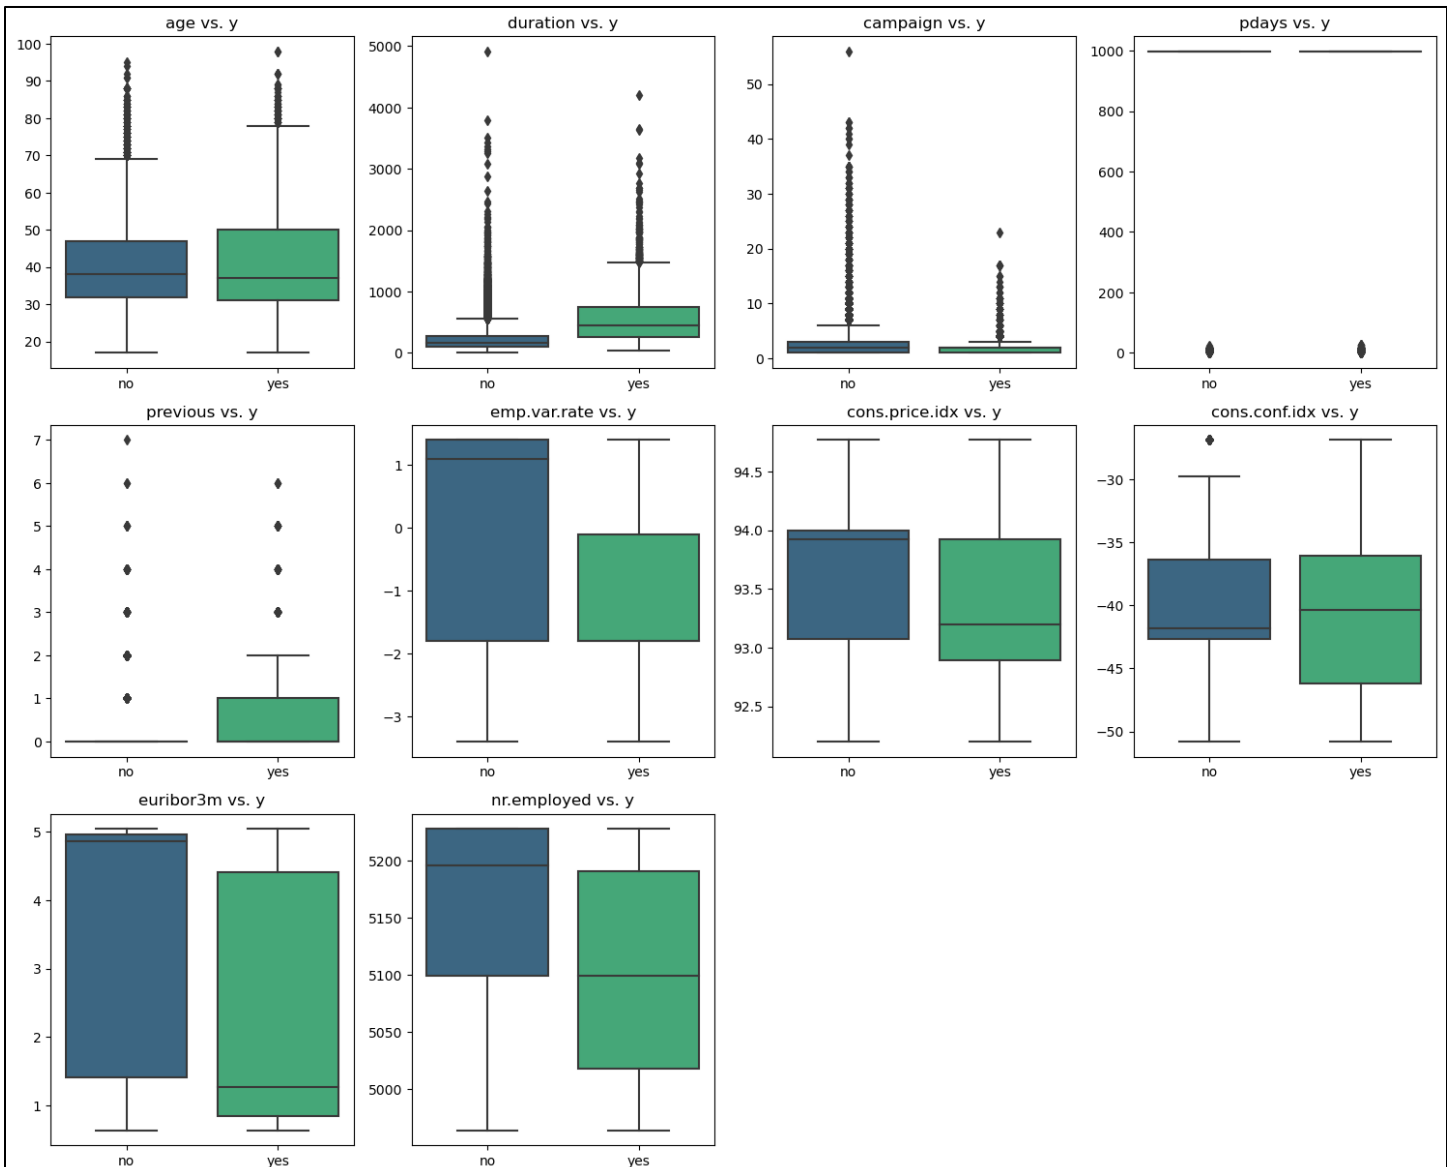 age vs. y
duration vs. y
campaign vs. y
pdays vs. y
100
90
80
70
60
50
40
30
20
no
yes
5000
4000
3000
2000
1000
0
no
yes
50
40
30
20
10
0
no
yes
1000
800
600
400
200
0
no
yes
previous vs. y
emp.var.rate vs. y
cons.price.idx vs. y
cons.conf.idx vs. y
7
6
5
4
3
2
1
0
no
yes
1
0
−1
−2
−3
no
yes
94.5
94.0
93.5
93.0
92.5
no
yes
−30
−35
−40
−45
−50
no
yes
euribor3m vs. y
nr.employed vs. y
5
4
3
2
1
no
yes
5200
5150
5100
5050
5000
no
yes